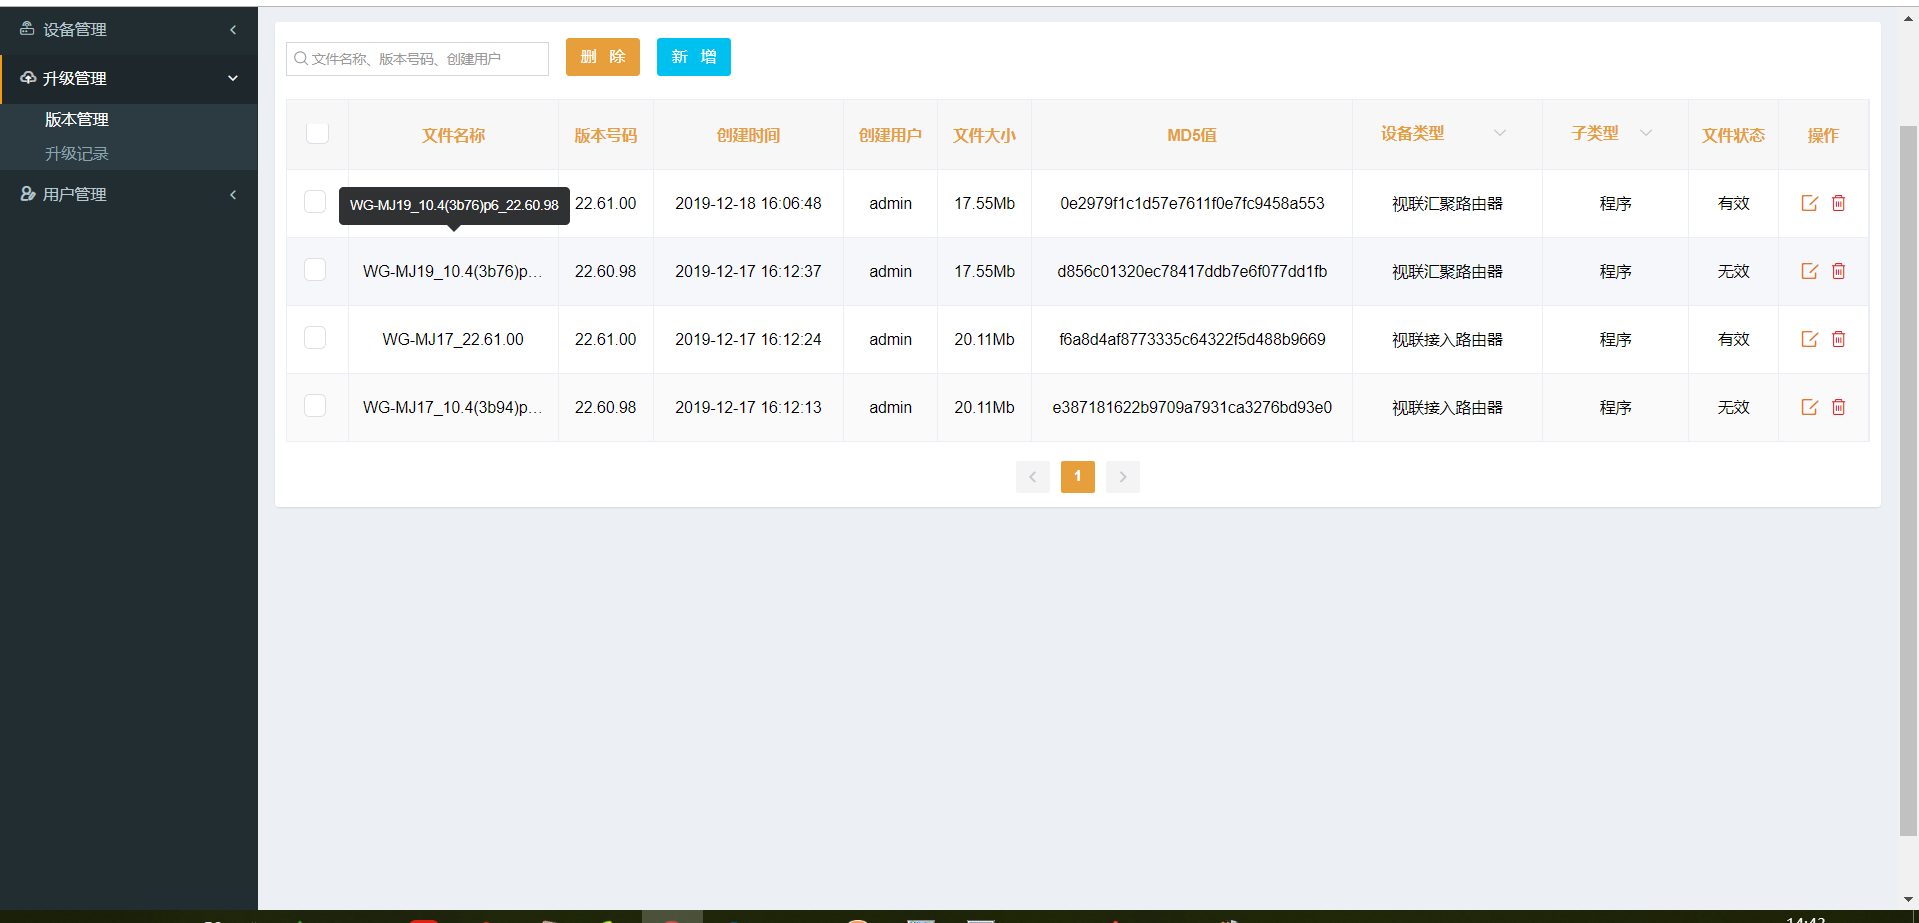 设备管理
升级管理
版本管理
升级记录
用户管理
文件名称、版本号码、创建用户 删 除 新 增
文件名称 版本号码 创建时间 创建用户 文件大小 MD5值 设备类型 子类型 文件状态 操作
WG-MJ19_10.4(3b76)p6_22.60.98 22.61.00 2019-12-18 16:06:48 admin 17.55Mb 0e2979f1c1d57e7611f0e7fc9458a553 视联汇聚路由器 程序 有效
WG-MJ19_10.4(3b76)p... 22.60.98 2019-12-17 16:12:37 admin 17.55Mb d856c01320ec78417ddb7e6f077dd1fb 视联汇聚路由器 程序 无效
WG-MJ17_22.61.00 22.61.00 2019-12-17 16:12:24 admin 20.11Mb f6a8d4af8773335c64322f5d488b9669 视联接入路由器 程序 有效
WG-MJ17_10.4(3b94)p... 22.60.98 2019-12-17 16:12:13 admin 20.11Mb e387181622b9709a7931ca3276bd93e0 视联接入路由器 程序 无效
1